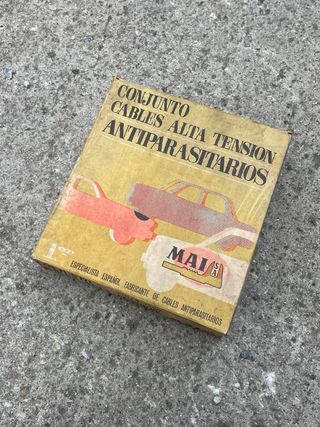 CONJUNTO
CABLES ALTA TENSION
ANTIPARASITARIOS
MAI S.A.
ESPECIALISTA ESPAÑOL FABRICANTE DE CABLES ANTIPARASITARIOS